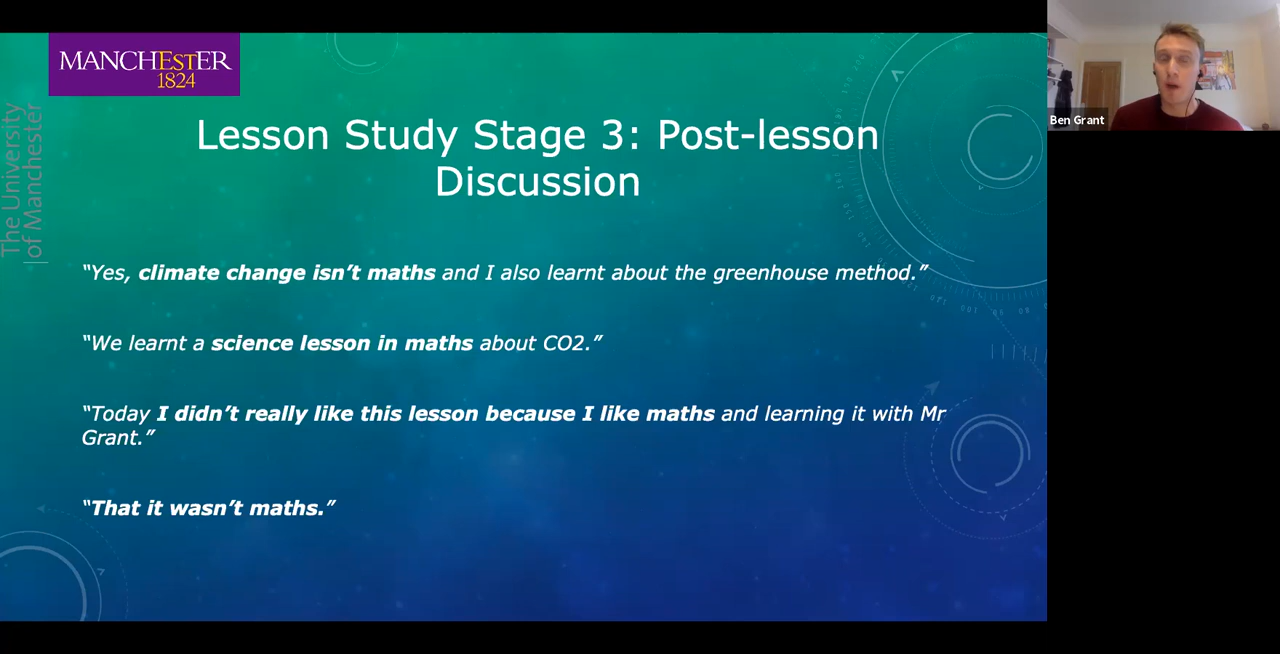 MANCHESTER
1824
The University
of Manchester
Lesson Study Stage 3: Post-lesson
Discussion
“Yes, climate change isn’t maths and I also learnt about the greenhouse method.”
“We learnt a science lesson in maths about CO2.”
“Today I didn’t really like this lesson because I like maths and learning it with Mr
Grant.”
“That it wasn’t maths.”
Ben Grant